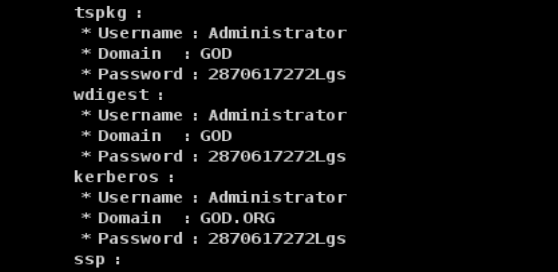 tspkg :
* Username : Administrator
* Domain : GOD
* Password : 2870617272Lgs
wdigest :
* Username : Administrator
* Domain : GOD
* Password : 2870617272Lgs
kerberos :
* Username : Administrator
* Domain : GOD.ORG
* Password : 2870617272Lgs
ssp :